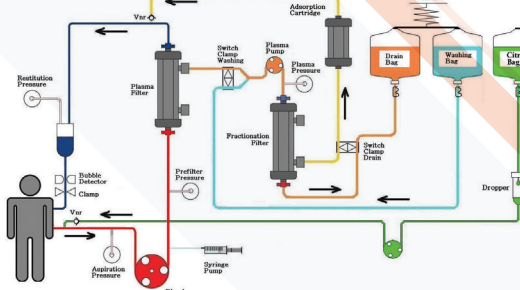 Adsorption
Cartridge
Vnr
Switch
Clamp
Washing
Plasma
Pump
Drain
Bag
Washing
Bag
Citr
Bag
Restitution
Pressure
Plasma
Filter
Plasma
Pressure
Fractionation
Filter
Switch
Clamp
Drain
Bubble
Detector
Clamp
Prefilter
Pressure
Dropper
Vnr
Aspiration
Pressure
Syringe
Pump